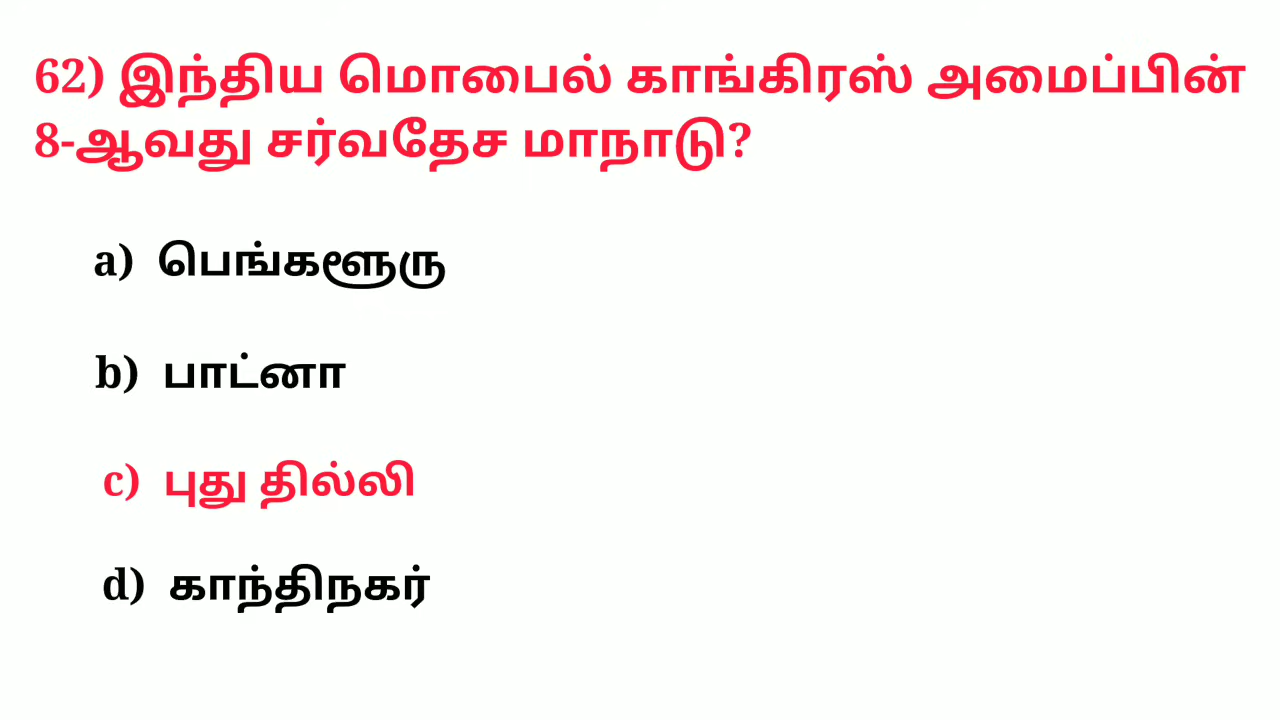 62) இந்திய மொபைல் காங்கிரஸ் அமைப்பின்
8-ஆவது சர்வதேச மாநாடு?
a) பெங்களூரு
b) பாட்னா
c) புது தில்லி
d) காந்திநகர்